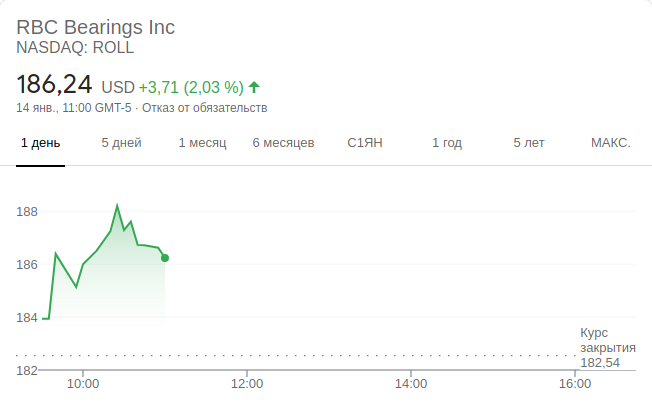 RBC Bearings Inc
NASDAQ: ROLL
186,24 USD +3,71 (2,03 %)
14 янв., 11:00 GMT-5 · Отказ от обязательств
1 день 5 дней 1 месяц 6 месяцев С1ЯН 1 год 5 лет МАКС.
188
186
184
Курс
закрытия
182,54
182
10:00 12:00 14:00 16:00